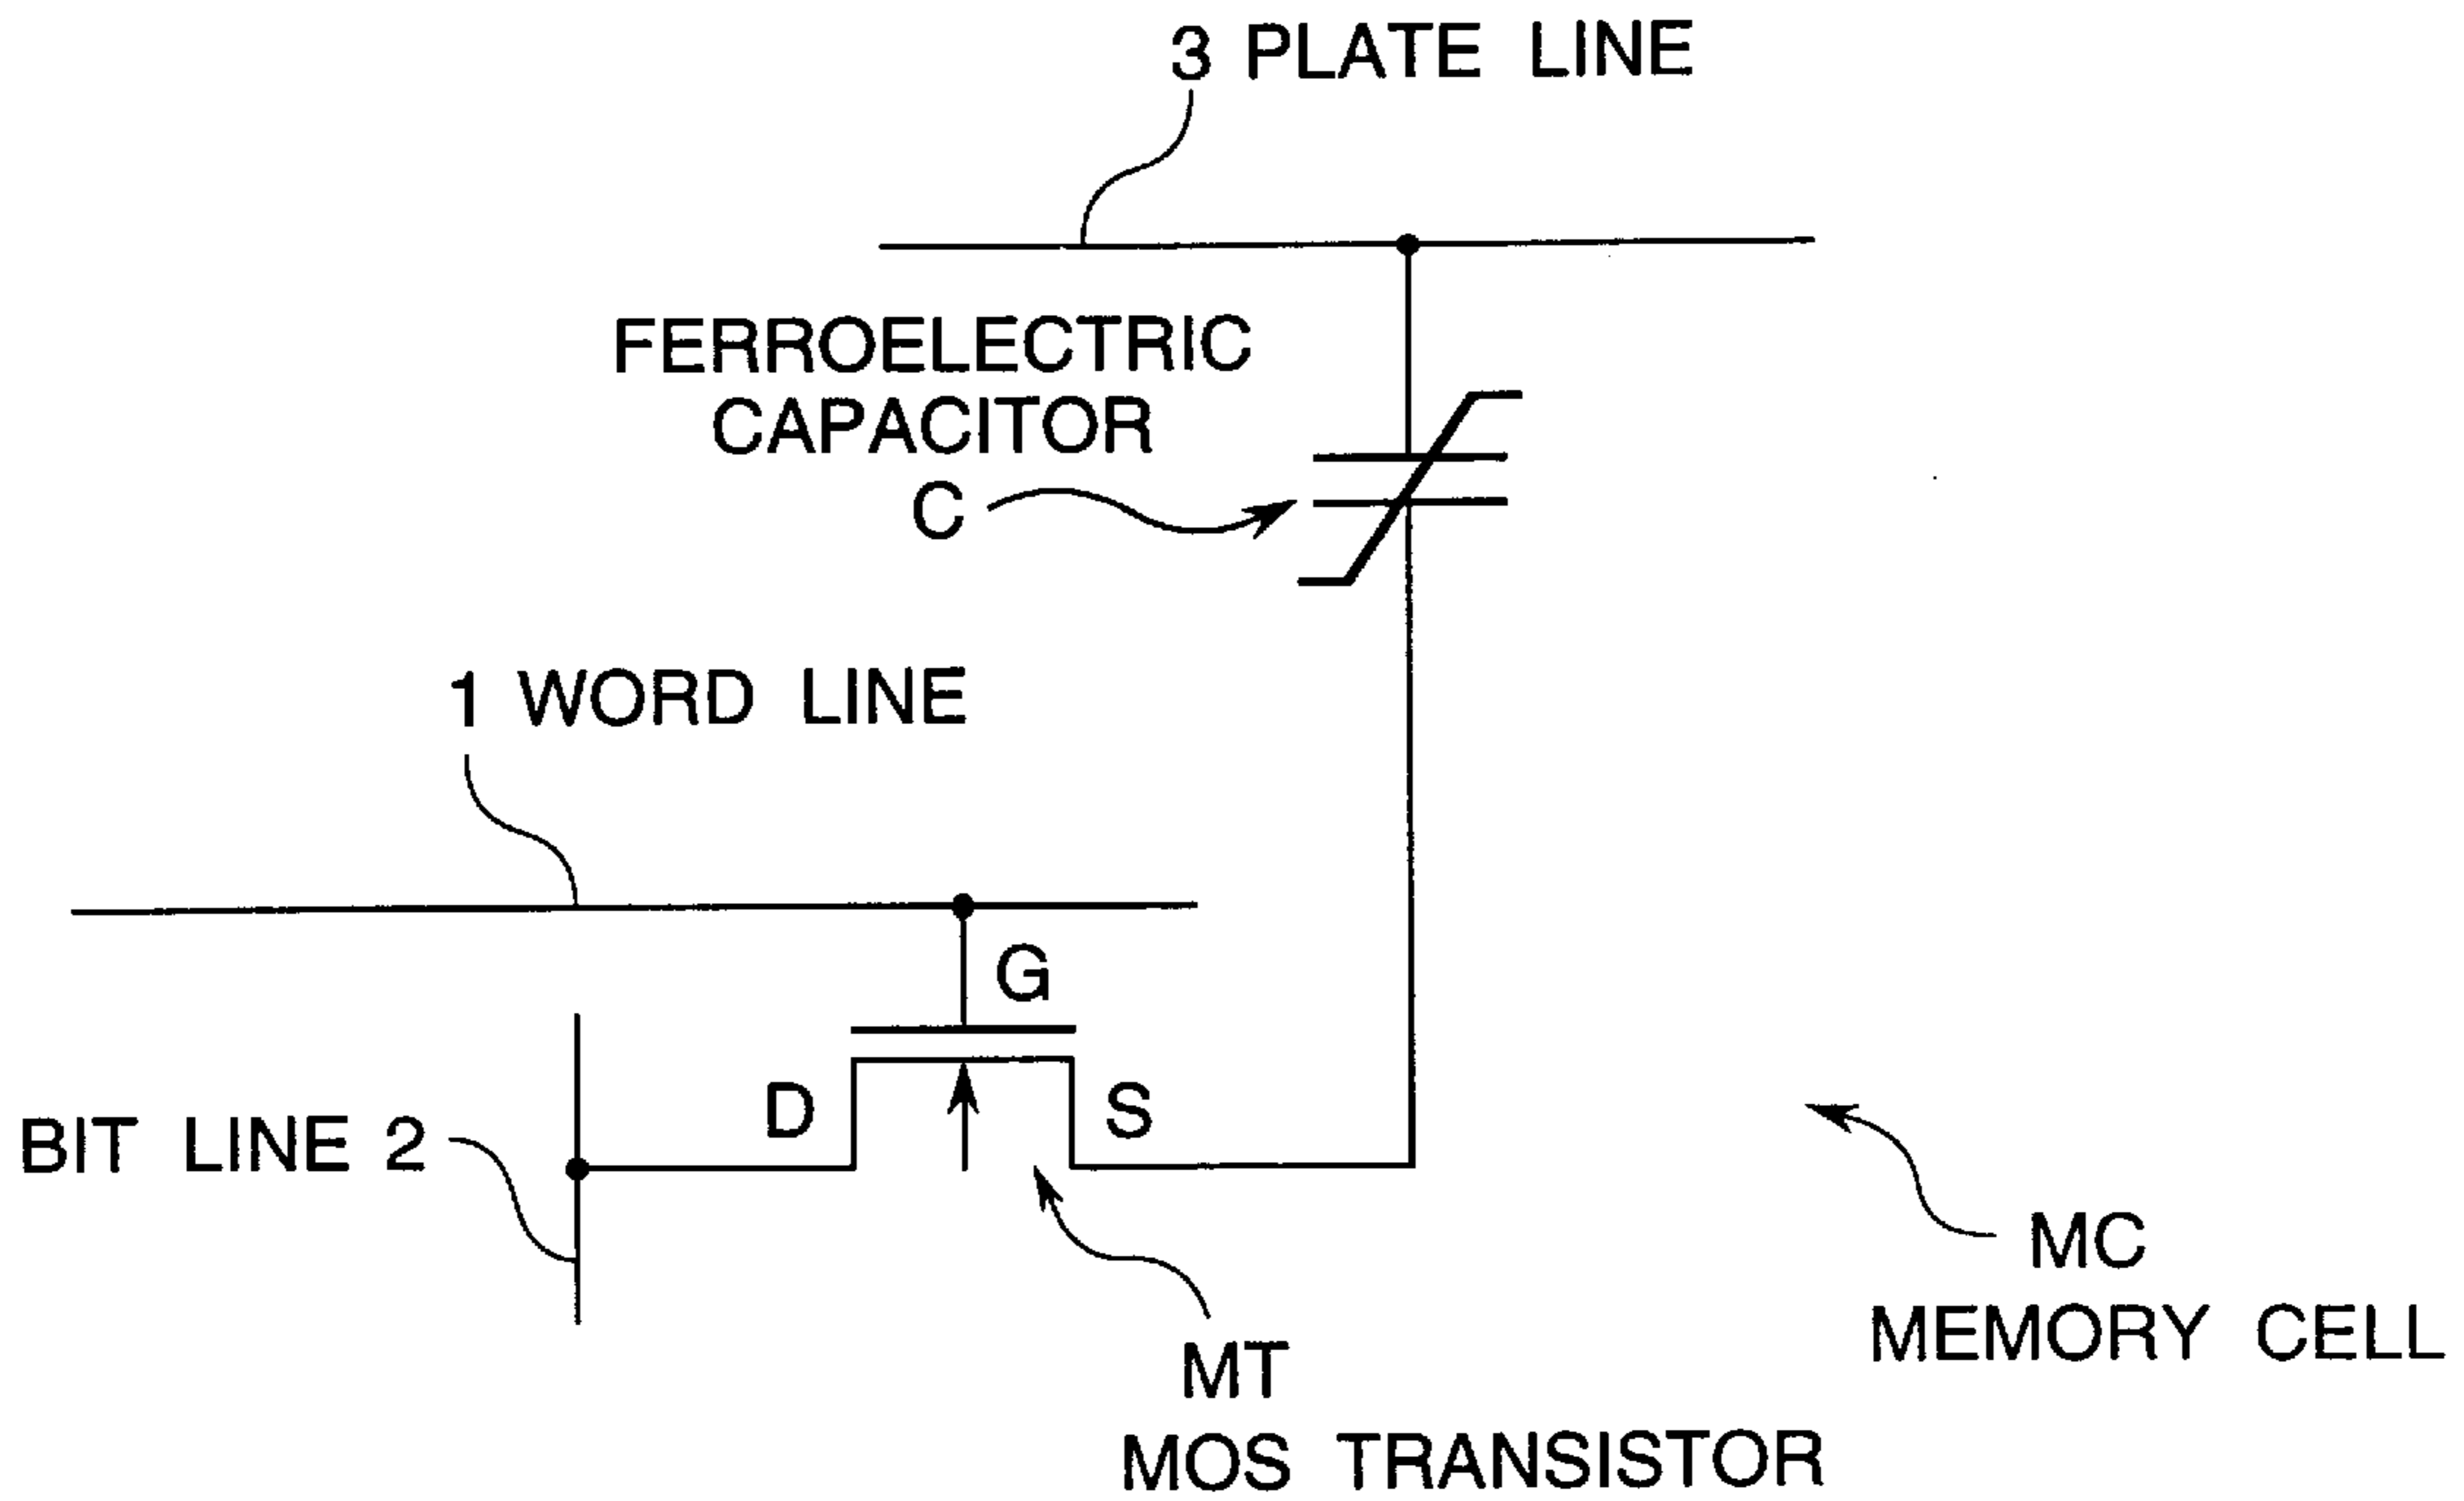 3 PLATE LINE
FERROELECTRIC
CAPACITOR
C
1 WORD LINE
G
D
S
BIT LINE 2
MC
MEMORY CELL
MT
MOS TRANSISTOR